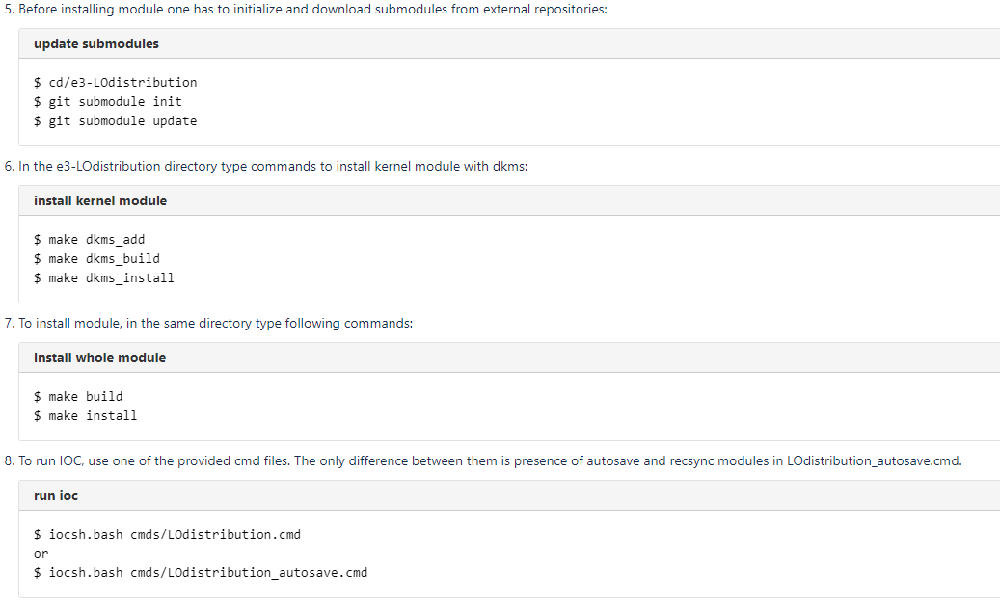 5. Before installing module one has to initialize and download submodules from external repositories:
update submodules
$ cd/e3-LOdistribution
$ git submodule init
$ git submodule update
6. In the e3-LOdistribution directory type commands to install kernel module with dkms:
install kernel module
$ make dkms_add
$ make dkms_build
$ make dkms_install
7. To install module, in the same directory type following commands:
install whole module
$ make build
$ make install
8. To run IOC, use one of the provided cmd files. The only difference between them is presence of autosave and recsync modules in LOdistribution_autosave.cmd.
run ioc
$ iocsh.bash cmds/LOdistribution.cmd
or
$ iocsh.bash cmds/LOdistribution_autosave.cmd